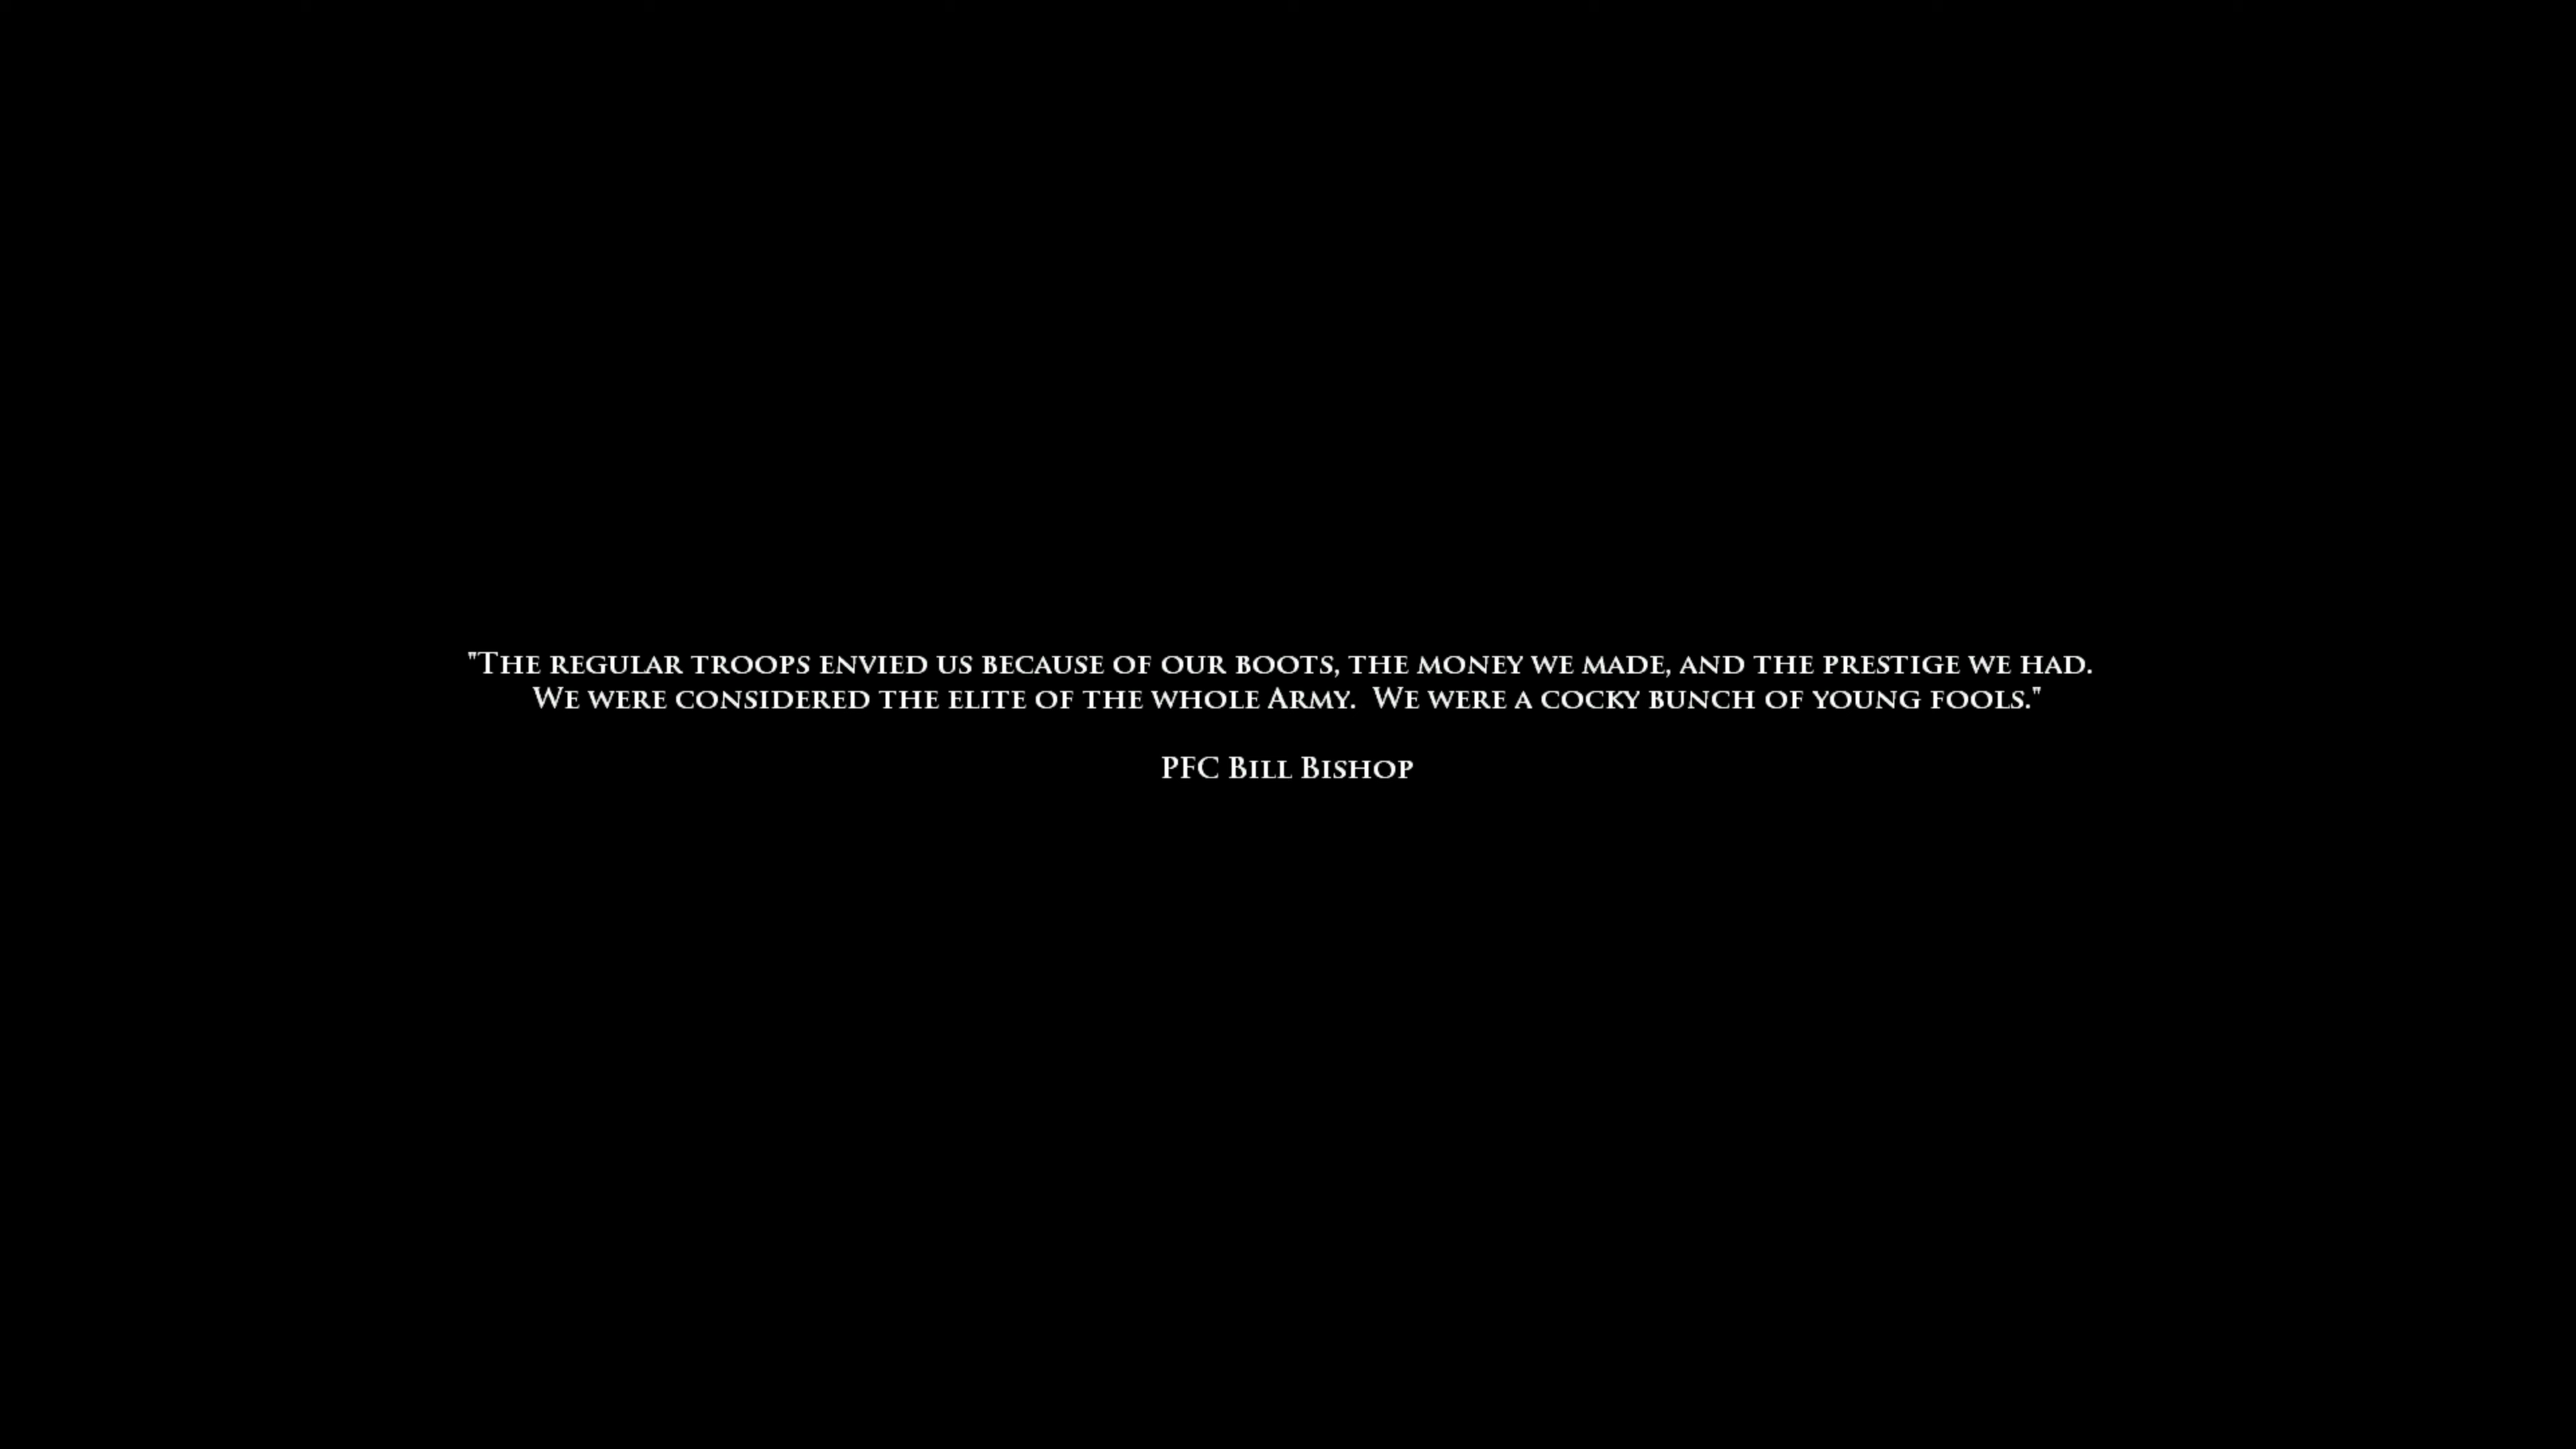 "The regular troops envied us because of our boots, the money we made, and the prestige we had.
We were considered the elite of the whole Army.  We were a cocky bunch of young fools."
PFC Bill Bishop